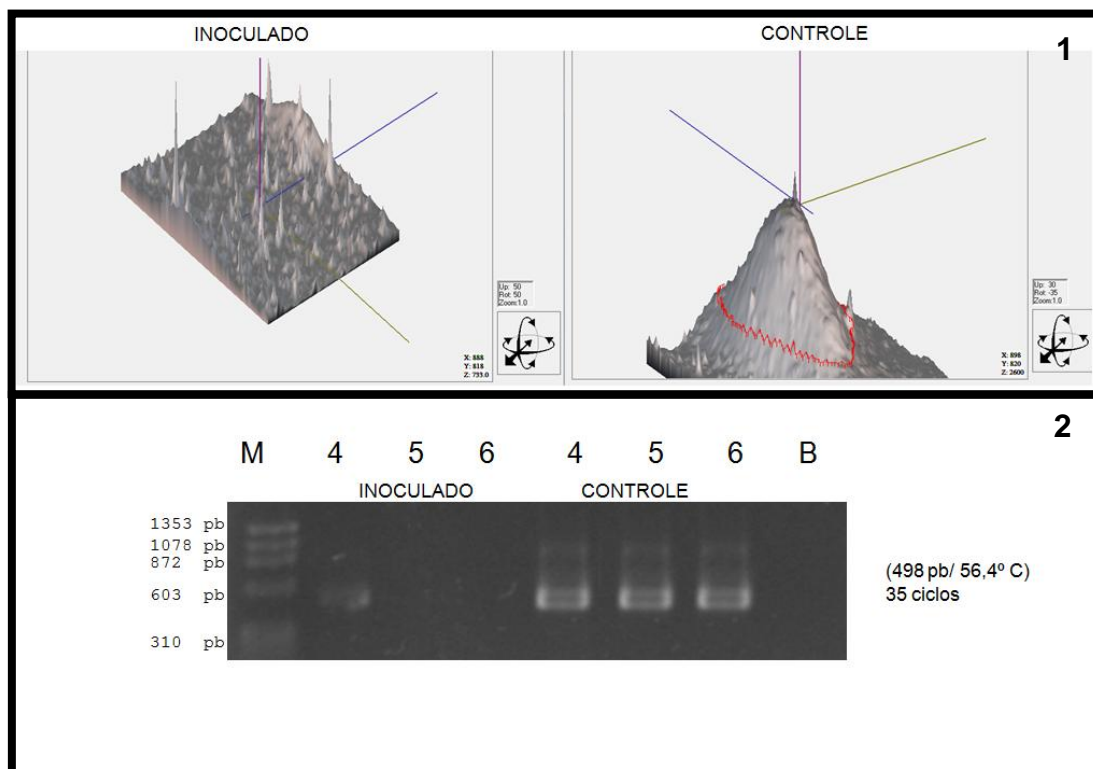 INOCULADO
CONTROLE
1
Up: 50
Rot: 50
Zoom:1.0
X: 888
Y: 818
Z: 755.0
Up: 30
Rot: -35
Zoom:1.0
X: 898
Y: 820
Z: 2600
2
M 4 5 6 4 5 6 B
INOCULADO CONTROLE
1353 pb
1078 pb
872 pb
603 pb
310 pb
(498 pb/ 56,4º C)
35 ciclos